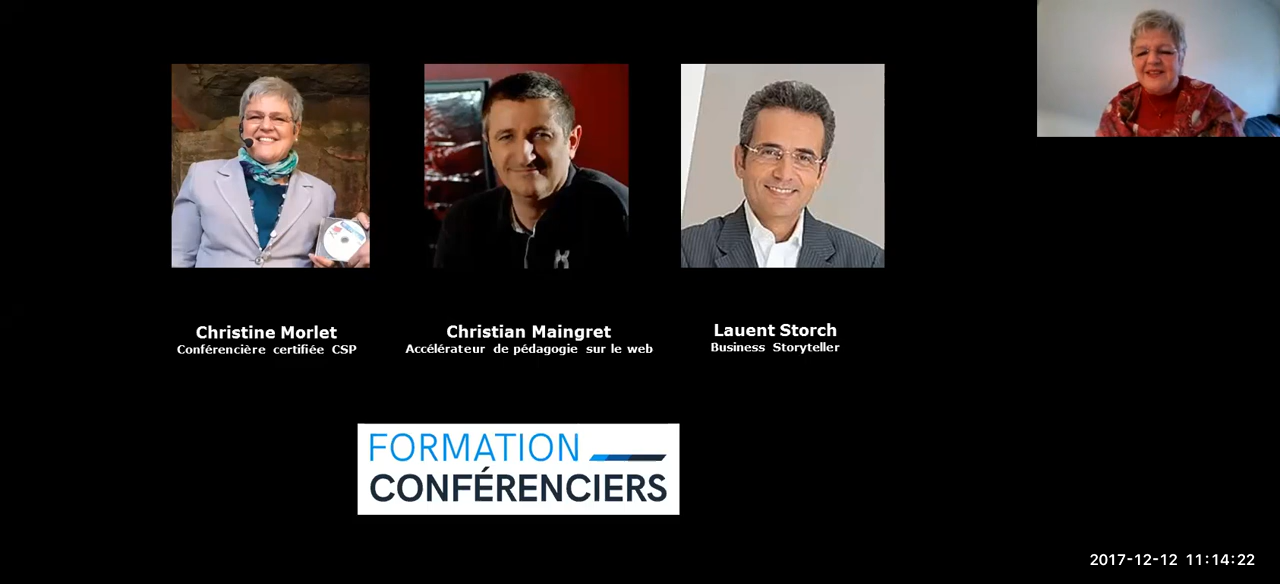 Christine Morlet
Conférencière certifiée CSP
Christian Maingret
Accélérateur de pédagogie sur le web
Lauent Storch
Business Storyteller
FORMATION
CONFÉRENCIERS
2017-12-12 11:14:22